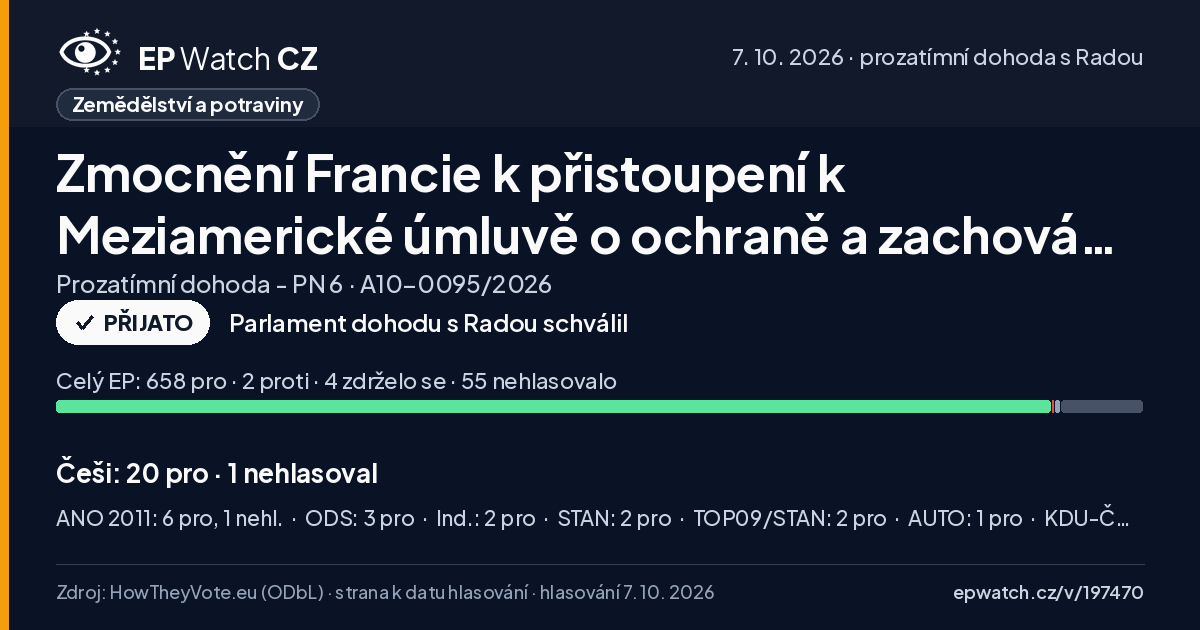 EP Watch CZ
7. 10. 2026 · prozatímní dohoda s Radou
Zemědělství a potraviny
Zmocnění Francie k přistoupení k
Meziamerické úmluvě o ochraně a zachová…
Prozatímní dohoda – PN 6 · A10–0095/2026
✓ PŘIJATO
Parlament dohodu s Radou schválil
Celý EP: 658 pro · 2 proti · 4 zdrželo se · 55 nehlasovalo
Češi: 20 pro · 1 nehlasoval
ANO 2011: 6 pro, 1 nehl. · ODS: 3 pro · Ind.: 2 pro · STAN: 2 pro · TOP09/STAN: 2 pro · AUTO: 1 pro · KDU-Č…
Zdroj: HowTheyVote.eu (ODbL) · strana k datu hlasování · hlasování 7. 10. 2026
epwatch.cz/v/197470